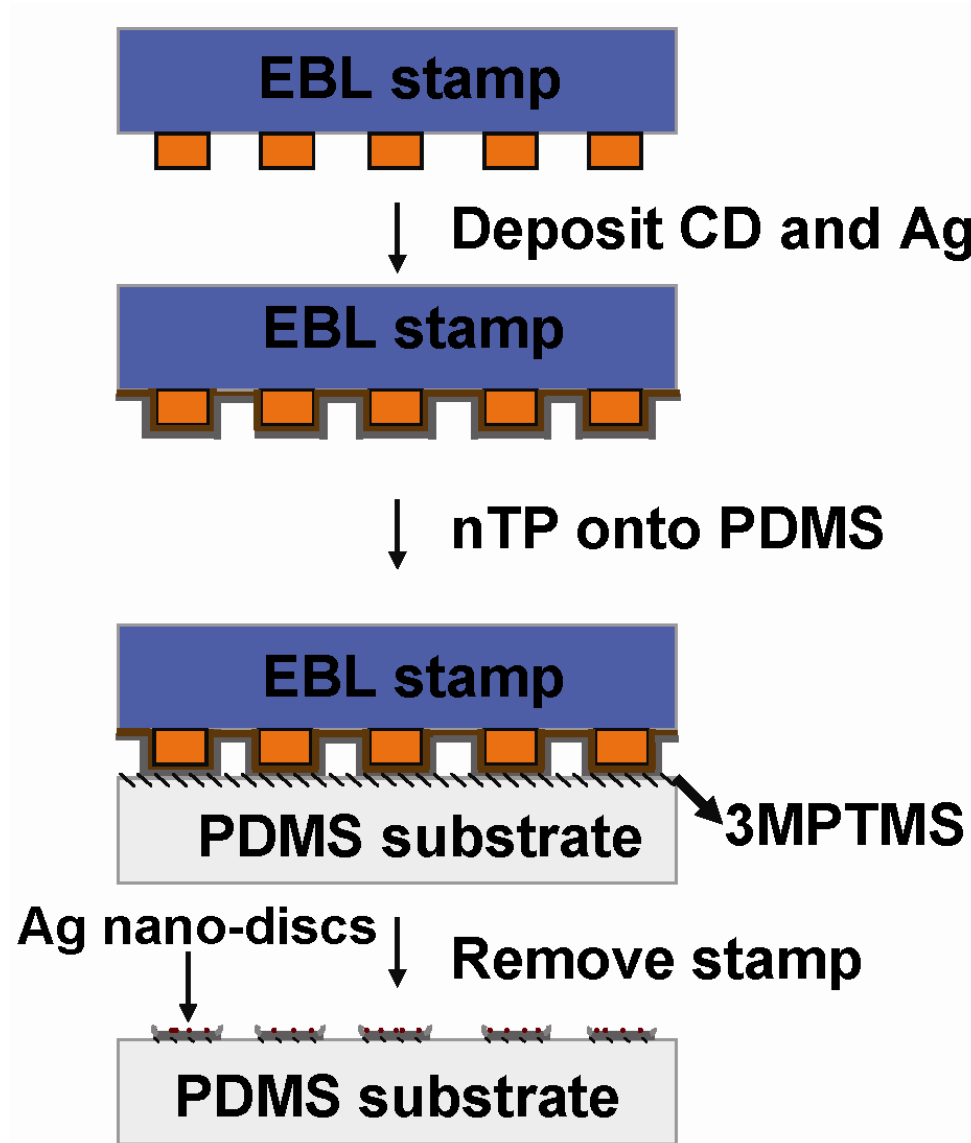 EBL stamp
Deposit CD and Ag
EBL stamp
nTP onto PDMS
EBL stamp
PDMS substrate
3MPTMS
Ag nano-discs
Remove stamp
PDMS substrate